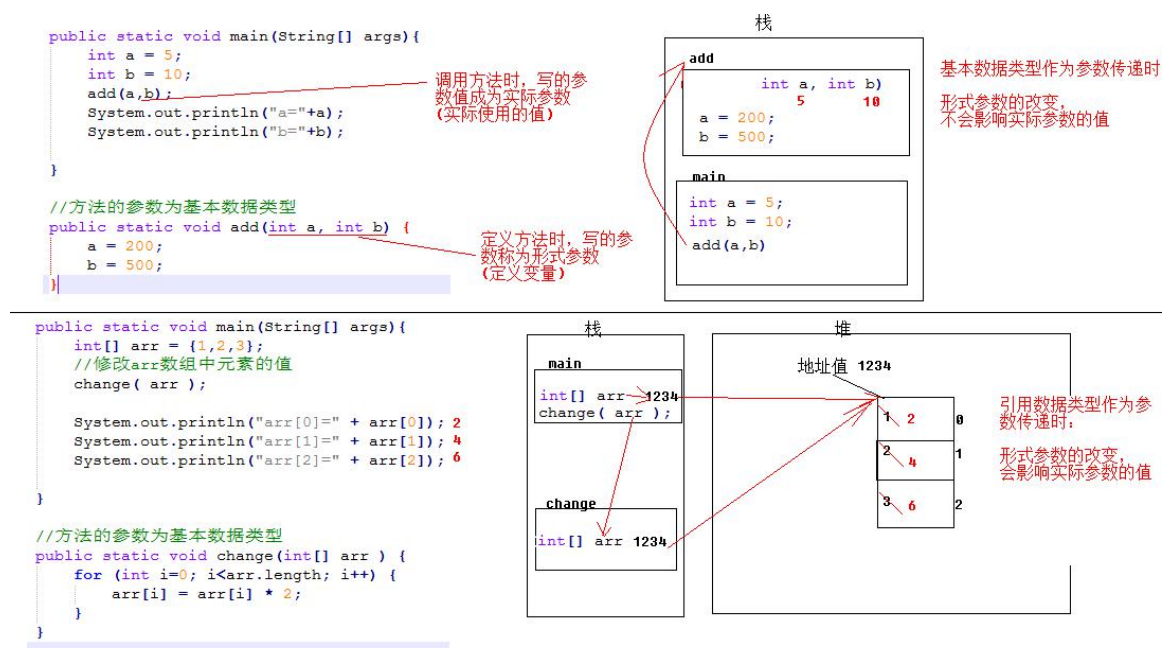 public static void main(String[] args){
int a = 5;
int b = 10;
add(a,b);
System.out.println("a="+a);
System.out.println("b="+b);
}
//方法的参数为基本数据类型
public static void add(int a, int b) {
a = 200;
b = 500;
}
调用方法时，写的参
数值成为实际参数
(实际使用的值)
定义方法时，写的参
数称为形式参数
(定义变量)
栈
add
int a, int b)
5 10
a = 200;
b = 500;
main
int a = 5;
int b = 10;
add(a,b)
基本数据类型作为参数传递时
形式参数的改变，
不会影响实际参数的值
public static void main(String[] args){
int[] arr = {1,2,3};
//修改arr数组中元素的值
change( arr );
System.out.println("arr[0]=" + arr[0]); 2
System.out.println("arr[1]=" + arr[1]); 4
System.out.println("arr[2]=" + arr[2]); 6
}
//方法的参数为基本数据类型
public static void change(int[] arr ) {
for (int i=0; i<arr.length; i++) {
arr[i] = arr[i] * 2;
}
}
栈
main
int[] arr 1234
change( arr );
change
int[] arr 1234
堆
地址值 1234
1 2 0
2 4 1
3 6 2
引用数据类型作为参
数传递时：
形式参数的改变，
会影响实际参数的值